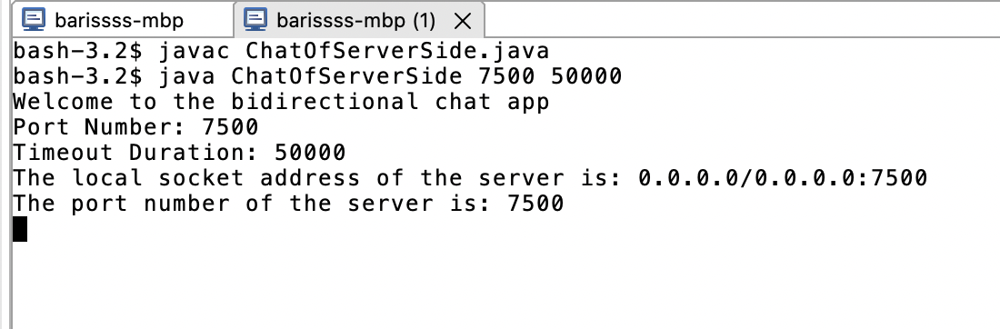 barissss-mbp
barissss-mbp (1)
bash-3.2$ javac ChatOfServerSide.java
bash-3.2$ java ChatOfServerSide 7500 50000
Welcome to the bidirectional chat app
Port Number: 7500
Timeout Duration: 50000
The local socket address of the server is: 0.0.0.0/0.0.0.0:7500
The port number of the server is: 7500